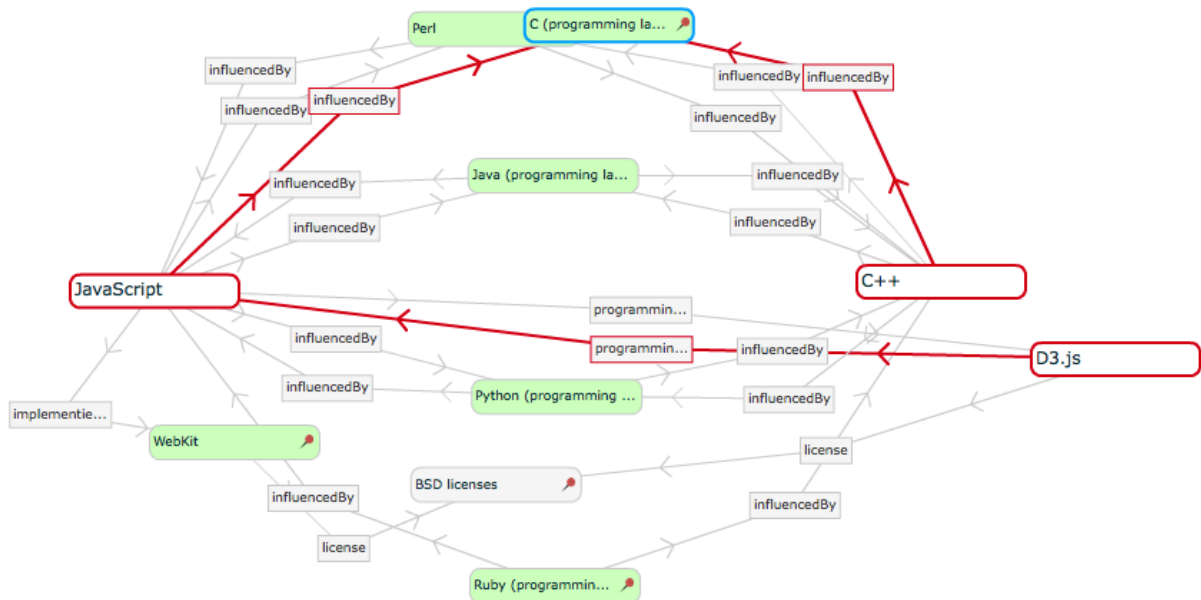 Perl
C (programming la...
influencedBy
influencedBy
influencedBy
influencedBy
influencedBy
influencedBy
Java (programming la...
influencedBy
influencedBy
influencedBy
influencedBy
JavaScript
C++
programmin...
influencedBy
programmin...
influencedBy
D3.js
influencedBy
Python (programming ...
influencedBy
implementie...
WebKit
license
BSD licenses
influencedBy
influencedBy
license
Ruby (programmin...